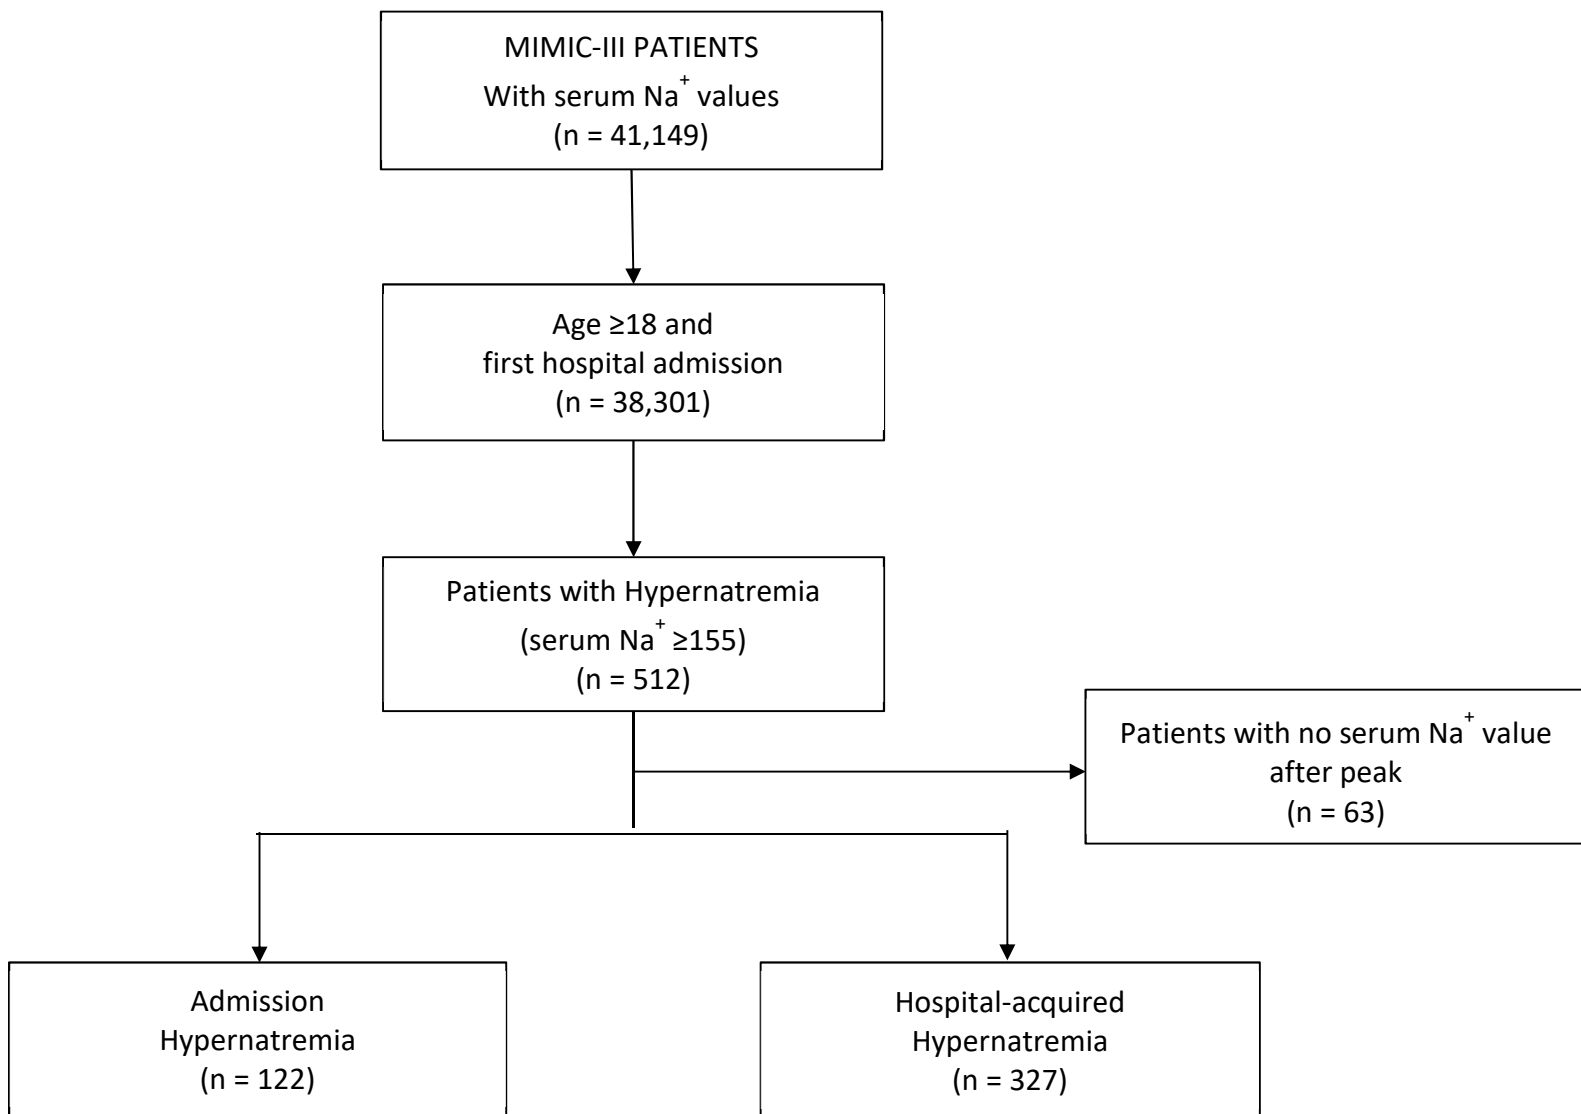 MIMIC-III PATIENTS
With serum Na⁺ values
(n = 41,149)
Age ≥18 and
first hospital admission
(n = 38,301)
Patients with Hypernatremia
(serum Na⁺ ≥155)
(n = 512)
Patients with no serum Na⁺ value
after peak
(n = 63)
Admission
Hypernatremia
(n = 122)
Hospital-acquired
Hypernatremia
(n = 327)